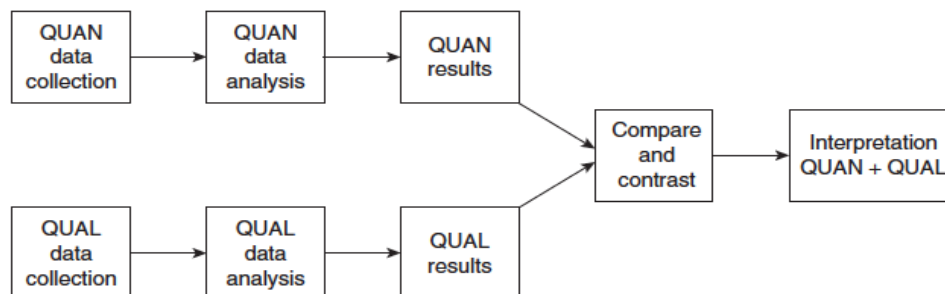 QUAN
data
collection
QUAN
data
analysis
QUAN
results
Compare
and
contrast
Interpretation
QUAN + QUAL
QUAL
data
collection
QUAL
data
analysis
QUAL
results